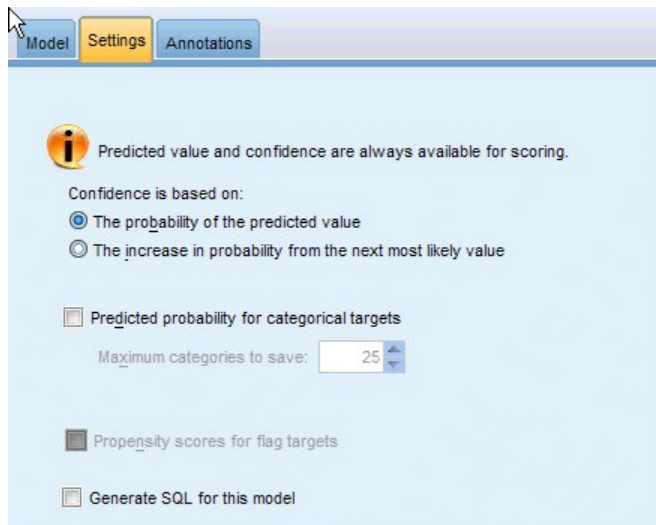 Model Settings Annotations
Predicted value and confidence are always available for scoring.
Confidence is based on:
The probability of the predicted value
The increase in probability from the next most likely value
Predicted probability for categorical targets
Maximum categories to save: 25
Propensity scores for flag targets
Generate SQL for this model